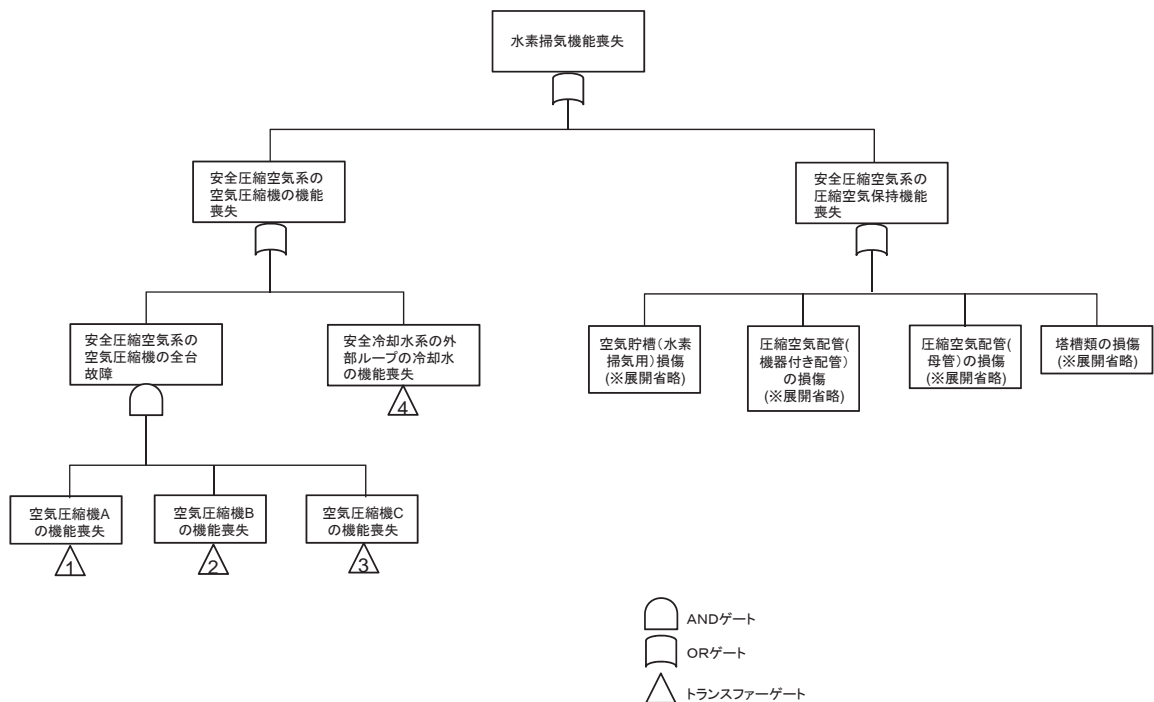 水素掃気機能喪失
安全圧縮空気系の
空気圧縮機の機能
喪失
安全圧縮空気系の
圧縮空気保持機能
喪失
安全圧縮空気系の
空気圧縮機の全台
故障
安全冷却水系の外
部ループの冷却水
の機能喪失
4
空気貯槽(水素
掃気用)損傷
(※展開省略)
圧縮空気配管(
機器付き配管)
の損傷
(※展開省略)
圧縮空気配管(
母管)の損傷
(※展開省略)
塔槽類の損傷
(※展開省略)
空気圧縮機A
の機能喪失
1
空気圧縮機B
の機能喪失
2
空気圧縮機C
の機能喪失
3
ANDゲート
ORゲート
トランスファーゲート